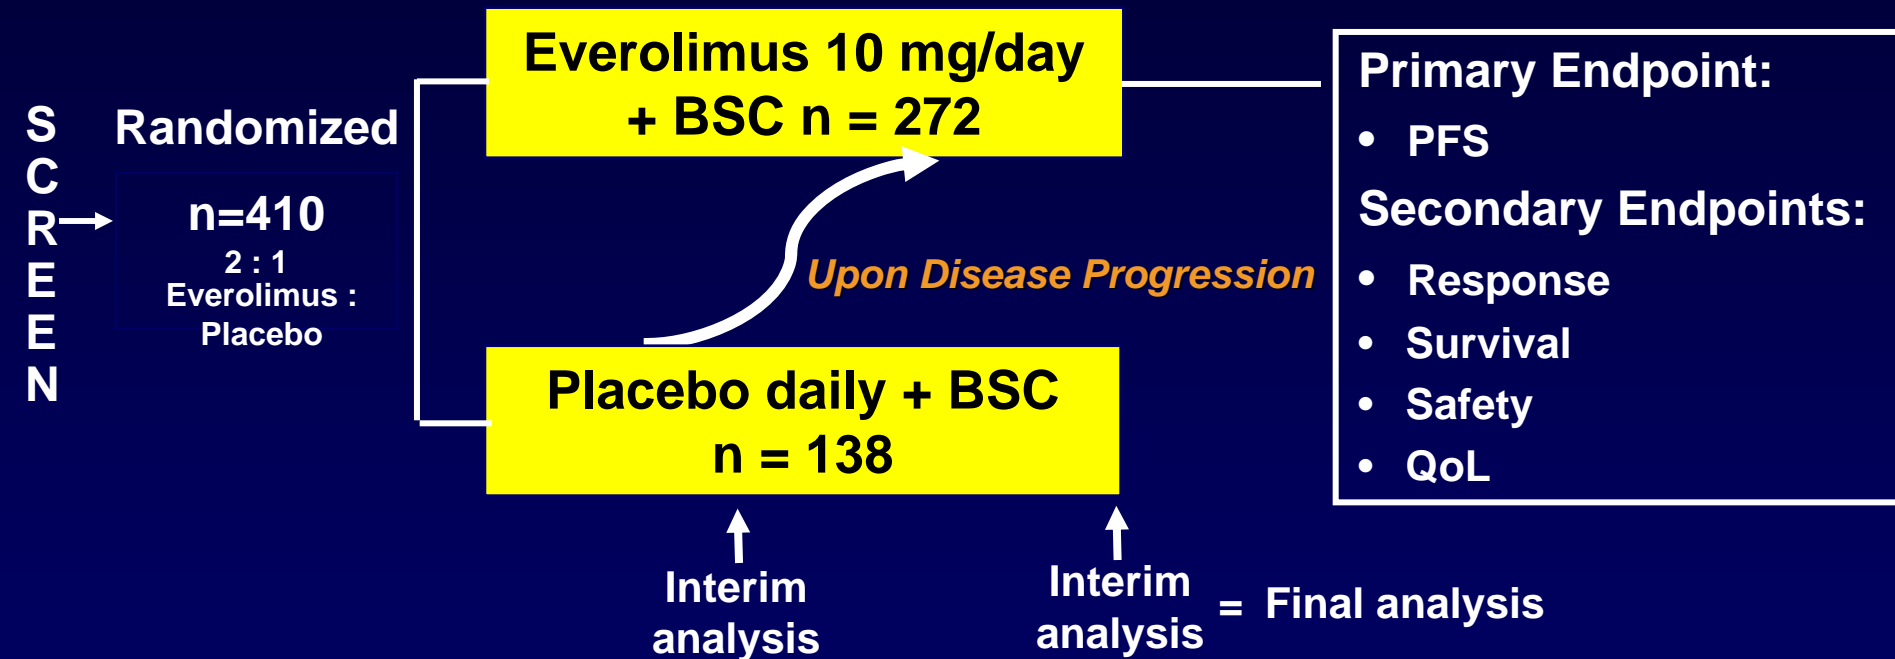 SCREEN
Randomized
n=410
2 : 1
Everolimus :
Placebo
Everolimus 10 mg/day
+ BSC n = 272
Upon Disease Progression
Placebo daily + BSC
n = 138
Interim
analysis
Interim
analysis
= Final analysis
Primary Endpoint:
• PFS
Secondary Endpoints:
• Response
• Survival
• Safety
• QoL